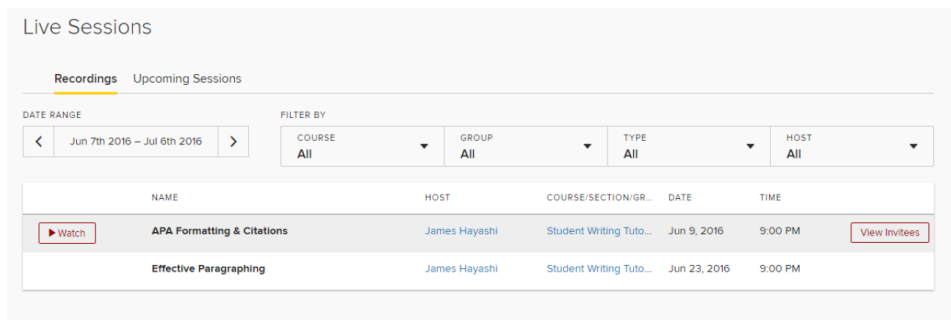 Live Sessions
Recordings Upcoming Sessions
DATE RANGE FILTER BY
Jun 7th 2016 – Jul 6th 2016
COURSE GROUP TYPE HOST
All All All All
NAME HOST COURSE/SECTION/GR... DATE TIME
Watch APA Formatting & Citations James Hayashi Student Writing Tuto... Jun 9, 2016 9:00 PM View Invitees
Effective Paragraphing James Hayashi Student Writing Tuto... Jun 23, 2016 9:00 PM